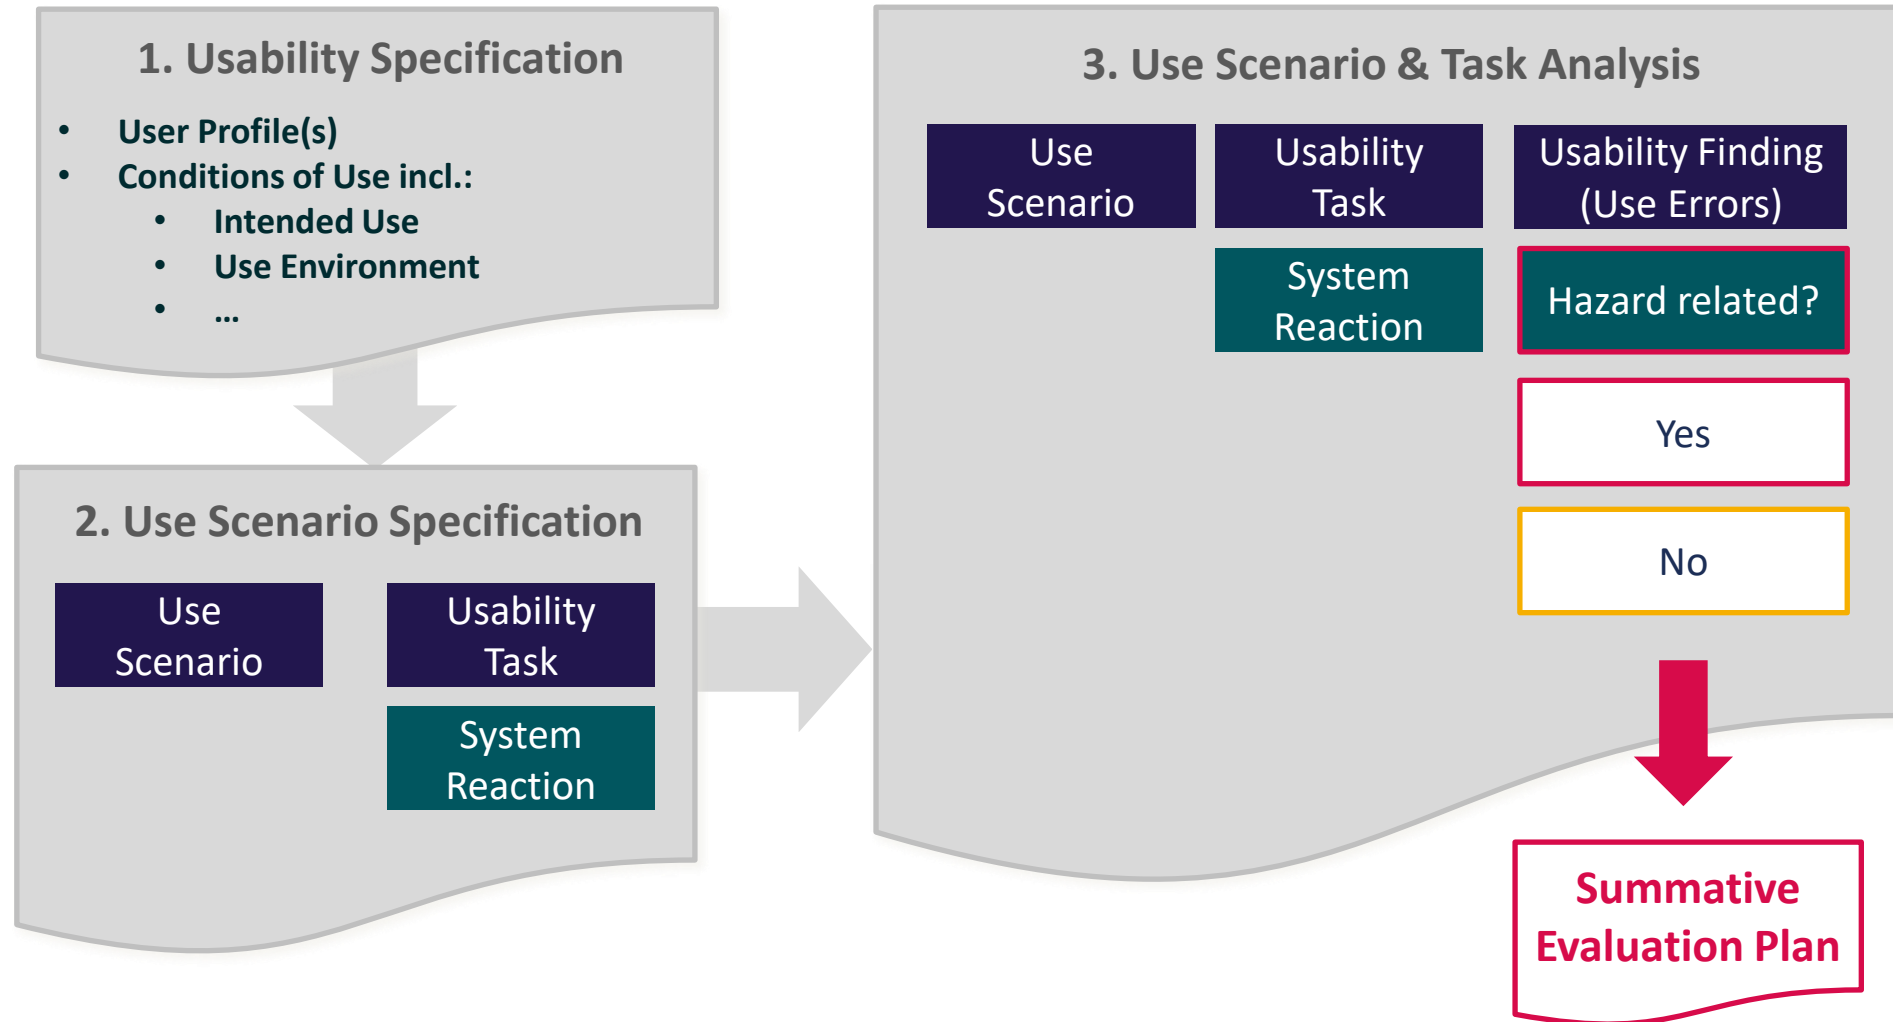 1. Usability Specification
• User Profile(s)
• Conditions of Use incl.:
• Intended Use
• Use Environment
• ...
2. Use Scenario Specification
Use
Scenario
Usability
Task
System
Reaction
3. Use Scenario & Task Analysis
Use
Scenario
Usability
Task
Usability Finding
(Use Errors)
System
Reaction
Hazard related?
Yes
No
Summative
Evaluation Plan